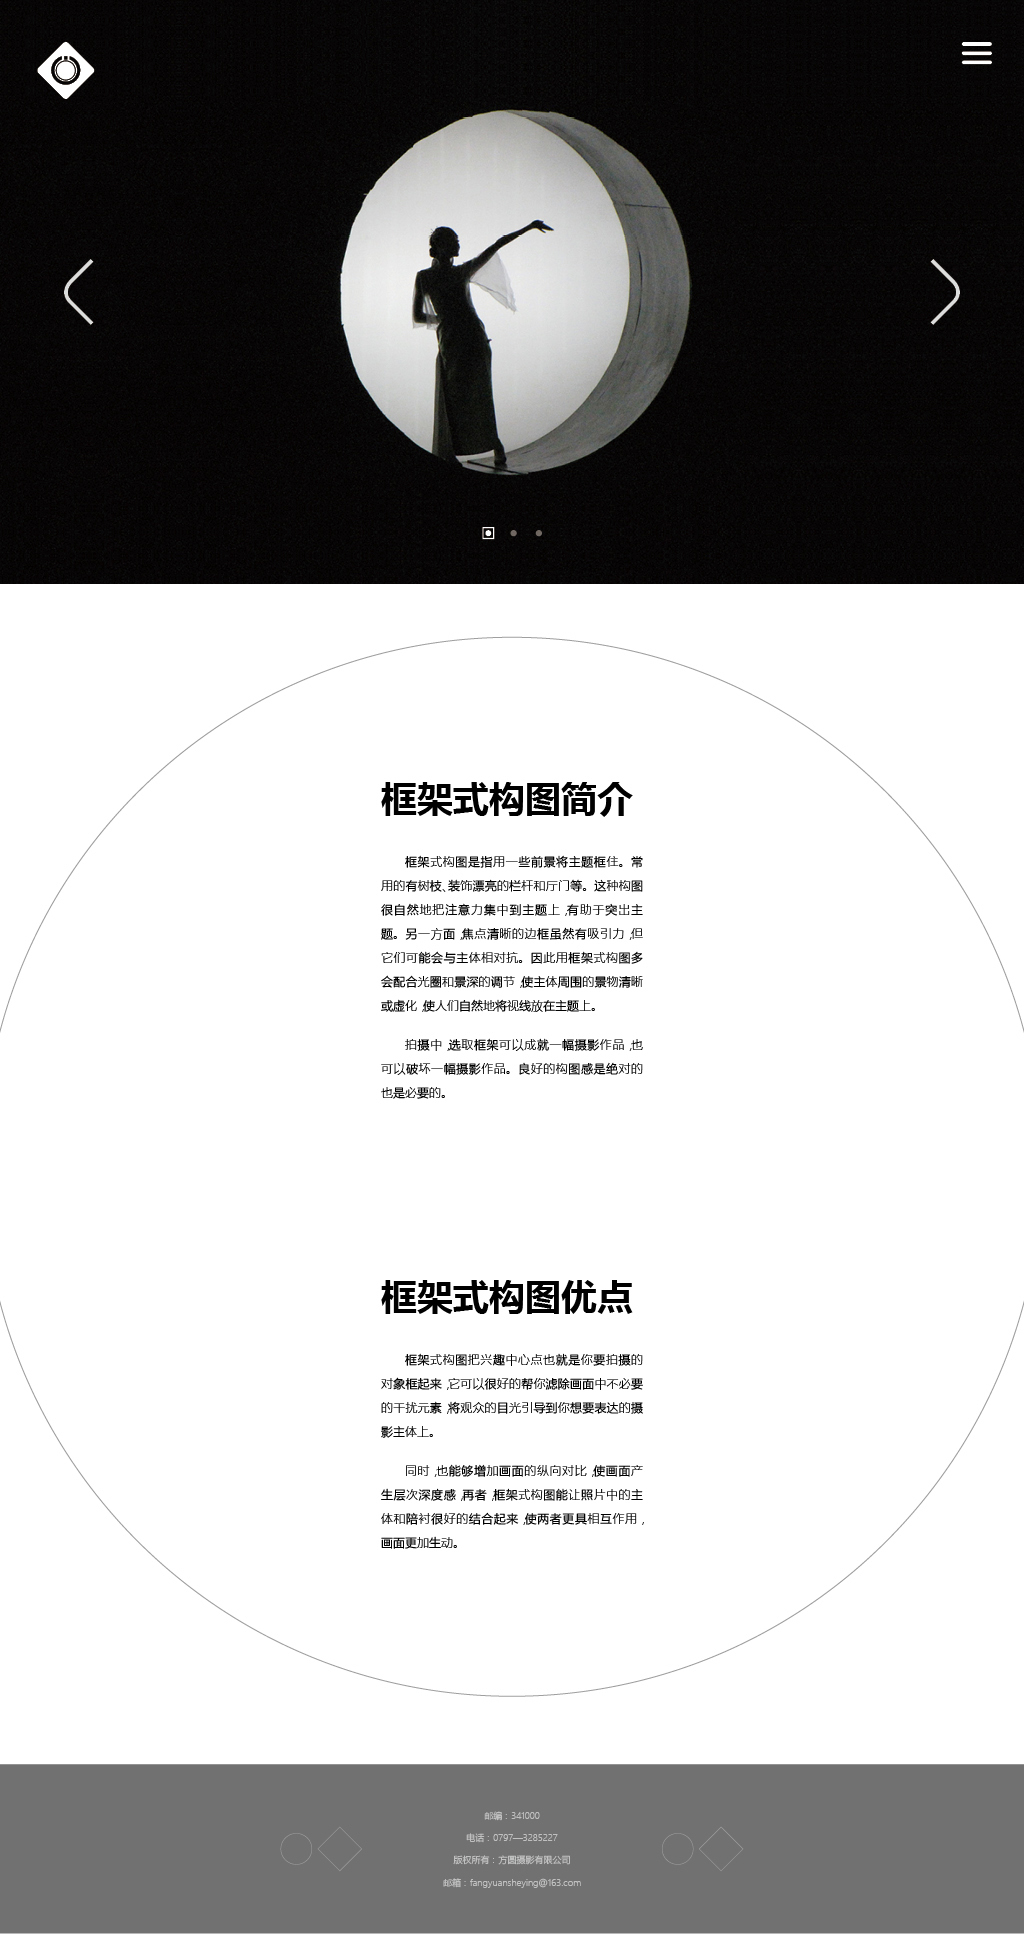 框架式构图简介
框架式构图是指用一些前景将主题框住。常
用的有树枝、装饰漂亮的栏杆和厅门等。这种构图
很自然地把注意力集中到主题上,有助于突出主
题。另一方面,焦点清晰的边框虽然有吸引力,但
它们可能会与主体相对抗。因此用框架式构图多
会配合光圈和景深的调节,使主体周围的景物清晰
或虚化,使人们自然地将视线放在主题上。
拍摄中,选取框架可以成就一幅摄影作品,也
可以破坏一幅摄影作品。良好的构图感是绝对的
也是必要的。
框架式构图优点
框架式构图把兴趣中心点也就是你要拍摄的
对象框起来,它可以很好的帮你滤除画面中不必要
的干扰元素,将观众的目光引导到你想要表达的摄
影主体上。
同时,也能够增加画面的纵向对比,使画面产
生层次深度感,再者,框架式构图能让照片中的主
体和陪衬很好的结合起来,使两者更具相互作用,
画面更加生动。
邮编：341000
电话：0797—3285227
版权所有：方圆摄影有限公司
邮箱：fangyuansheying@163.com